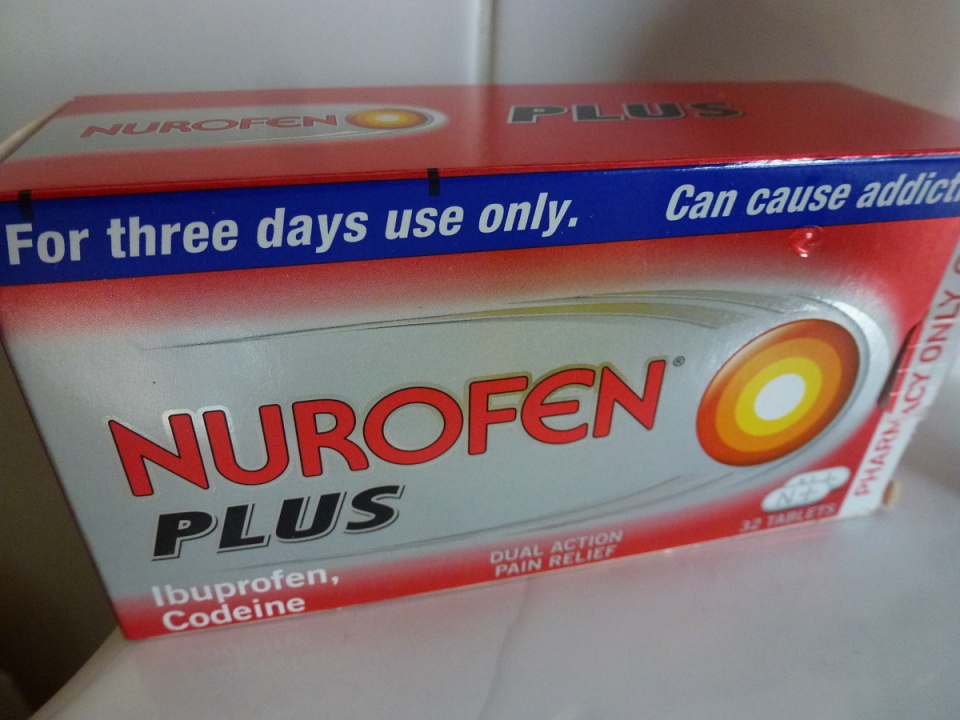 NUROFEN PLUS
For three days use only. Can cause addicti
NUROFEN®
PLUS
Ibuprofen,
Codeine
DUAL ACTION
PAIN RELIEF
N+
32 TABLETS
PHARMACY ONLY